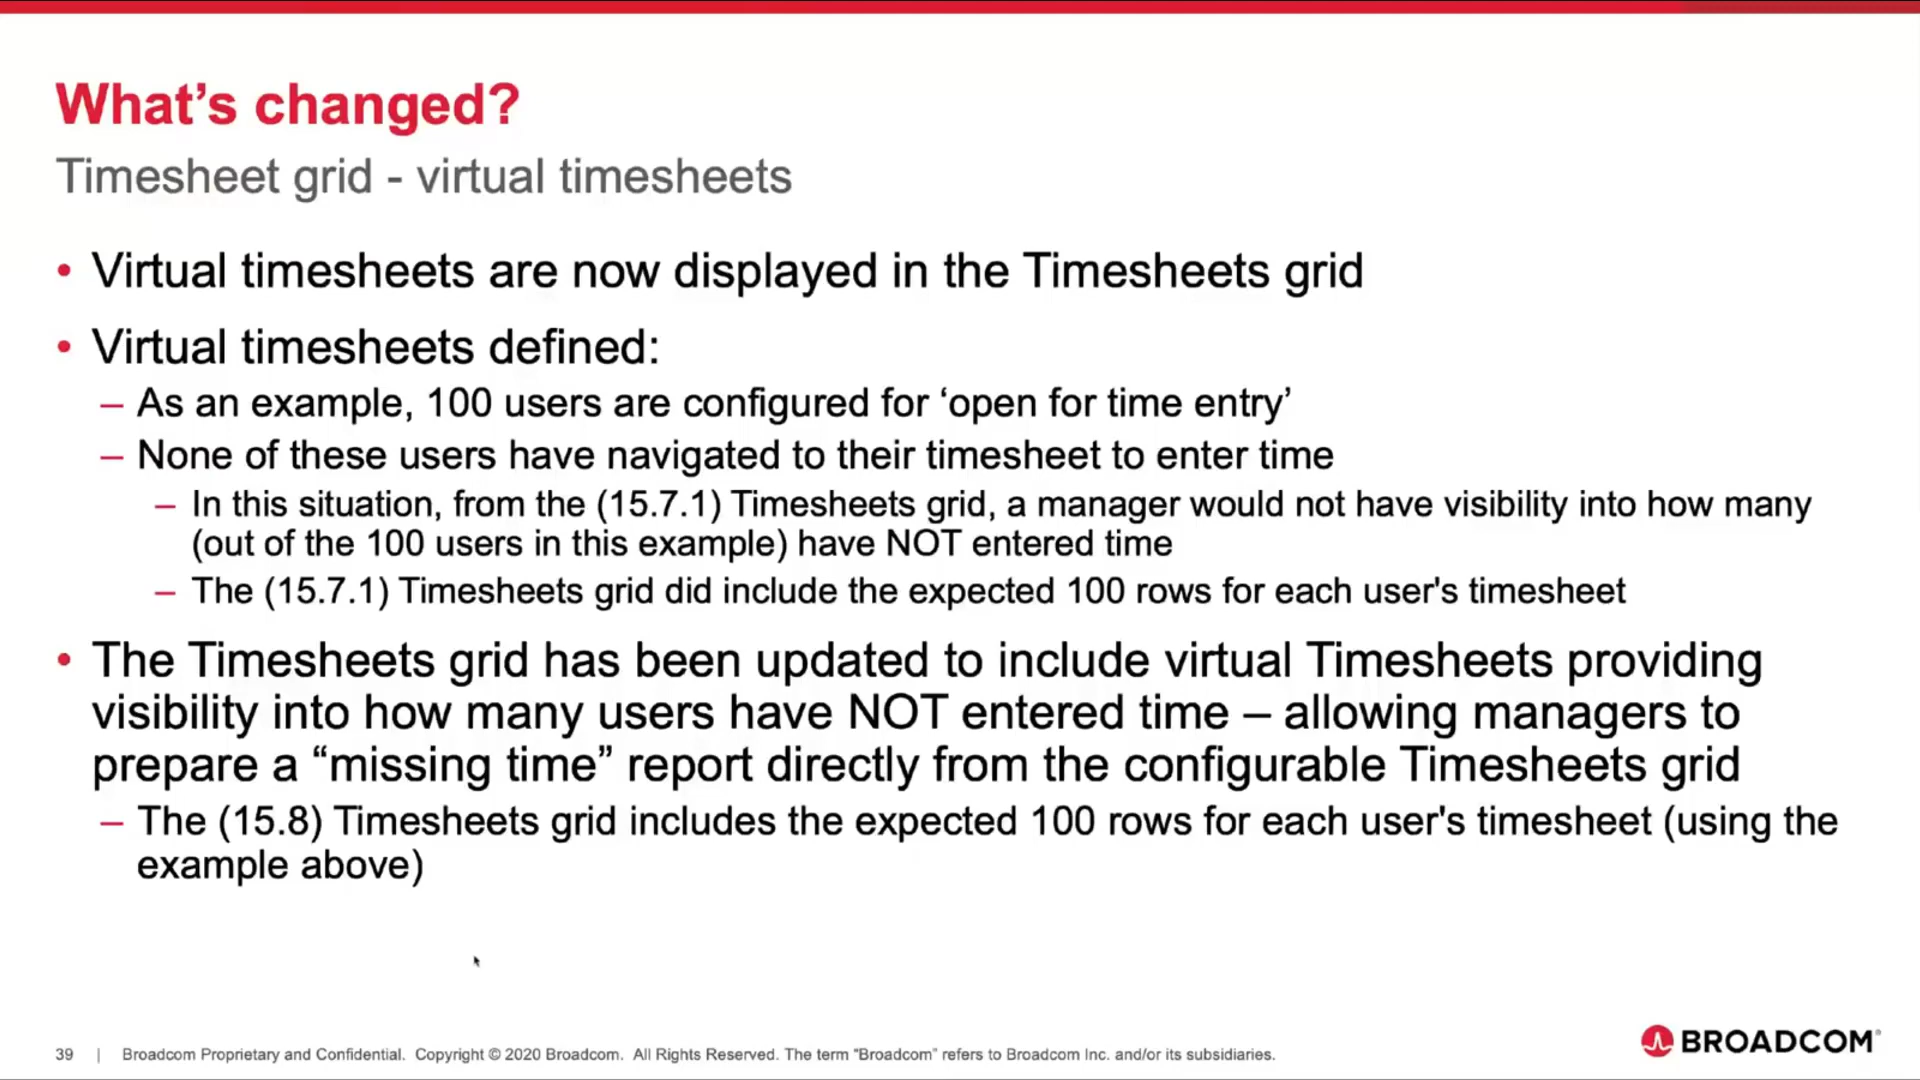 What's changed?
Timesheet grid - virtual timesheets
• Virtual timesheets are now displayed in the Timesheets grid
• Virtual timesheets defined:
– As an example, 100 users are configured for ‘open for time entry’
– None of these users have navigated to their timesheet to enter time
– In this situation, from the (15.7.1) Timesheets grid, a manager would not have visibility into how many
(out of the 100 users in this example) have NOT entered time
– The (15.7.1) Timesheets grid did include the expected 100 rows for each user's timesheet
• The Timesheets grid has been updated to include virtual Timesheets providing
visibility into how many users have NOT entered time – allowing managers to
prepare a “missing time” report directly from the configurable Timesheets grid
– The (15.8) Timesheets grid includes the expected 100 rows for each user's timesheet (using the
example above)
39 | Broadcom Proprietary and Confidential. Copyright © 2020 Broadcom. All Rights Reserved. The term “Broadcom” refers to Broadcom Inc. and/or its subsidiaries.
BROADCOM®